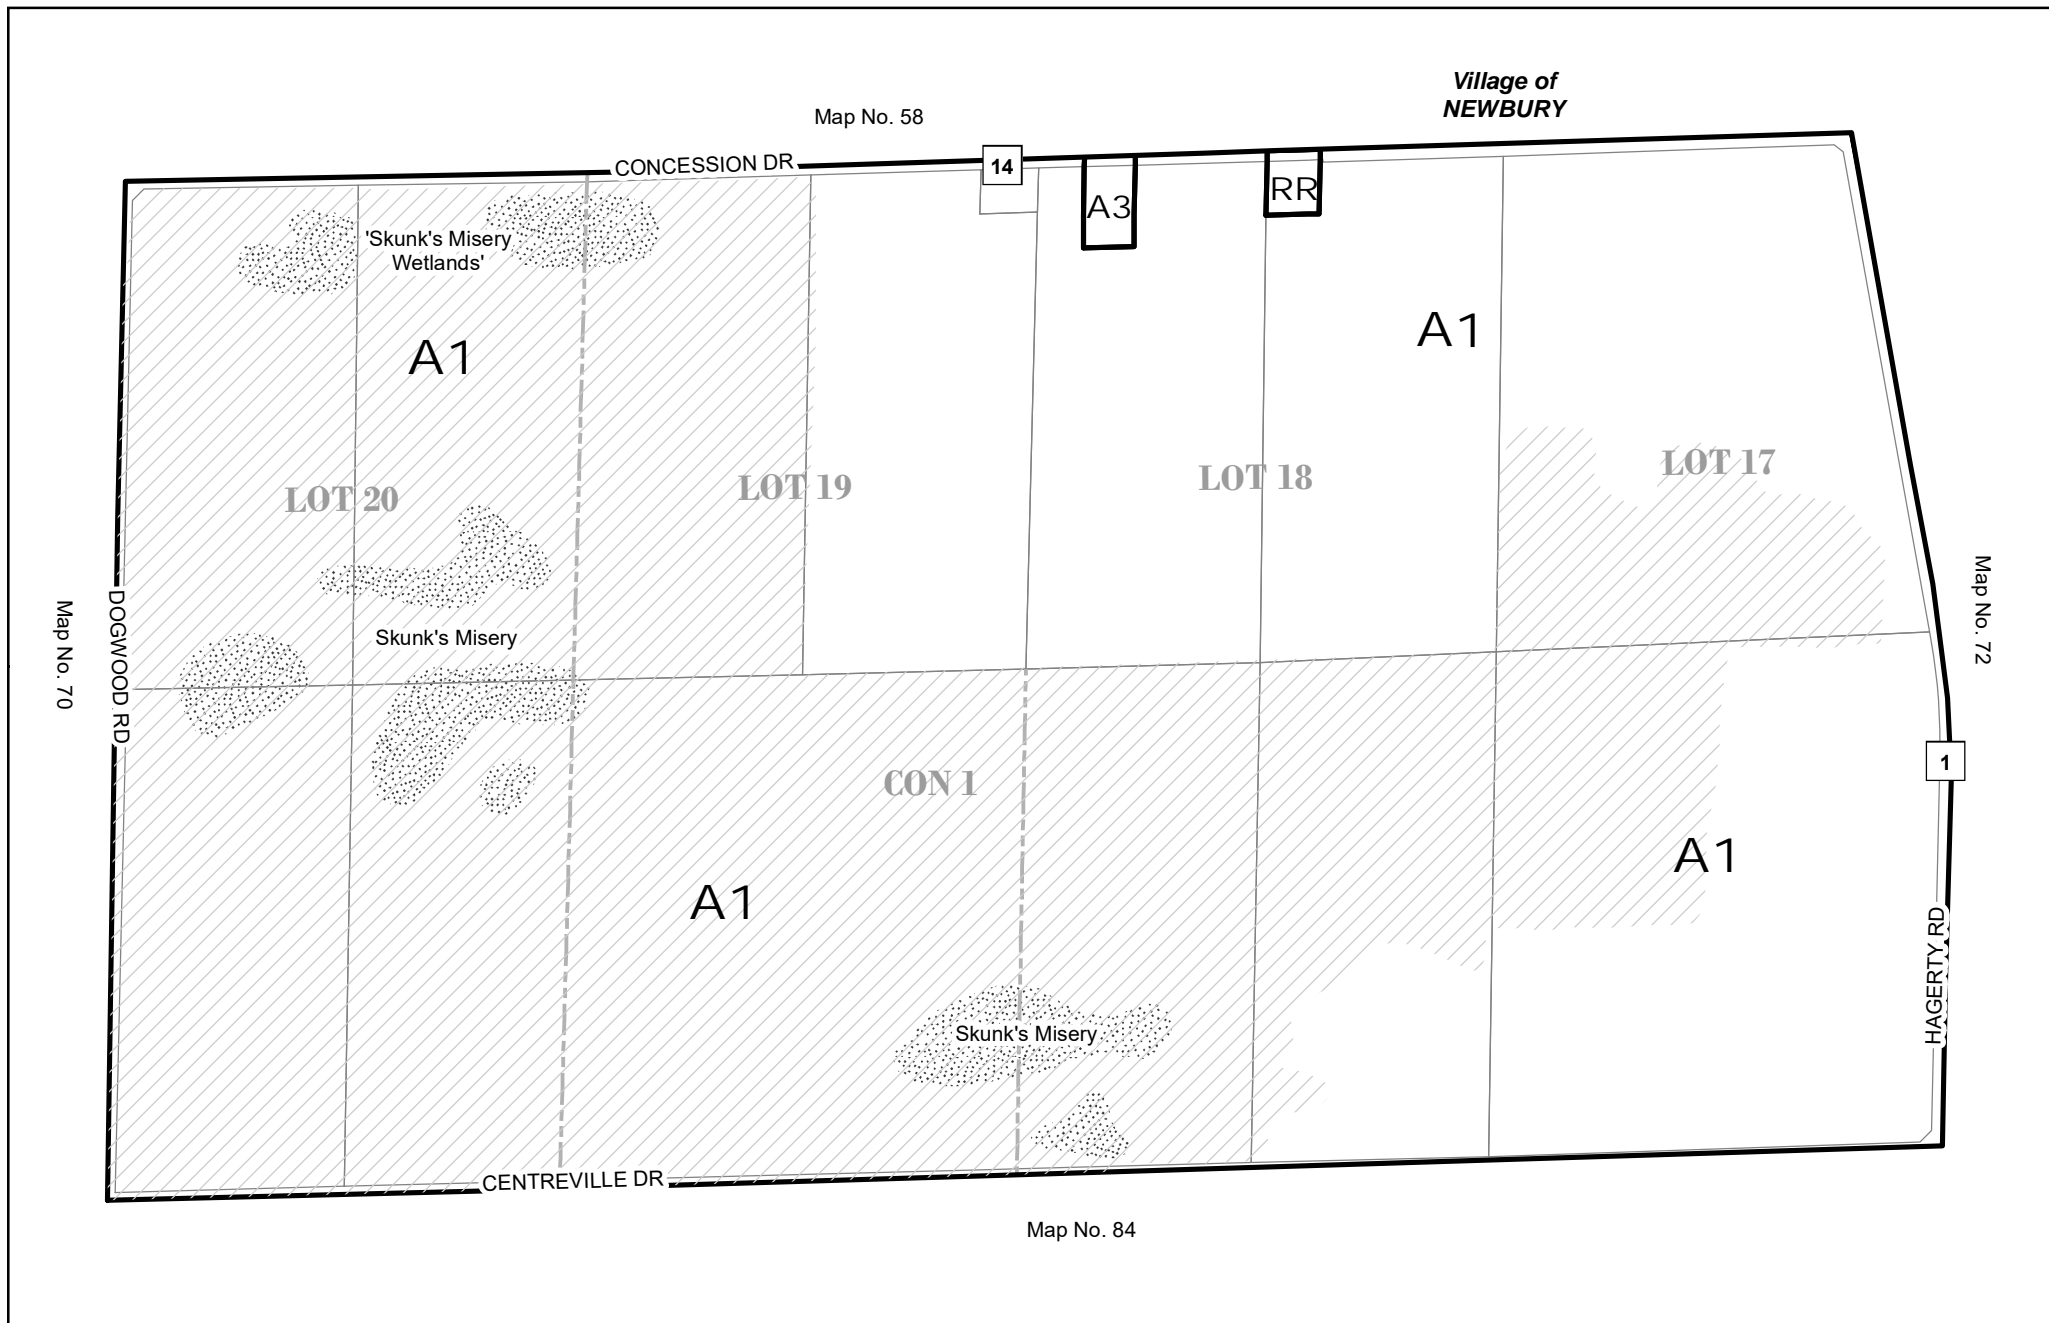 Village of
NEWBURY
Map No. 58
CONCESSION DR
14
A3
RR
'Skunk's Misery
Wetlands'
A1
A1
LOT 20
LOT 19
LOT 18
LOT 17
Map No. 70
DOGWOOD RD
Skunk's Misery
Map No. 72
1
CON 1
A1
A1
HAGERTY RD
Skunk's Misery
CENTREVILLE DR
Map No. 84